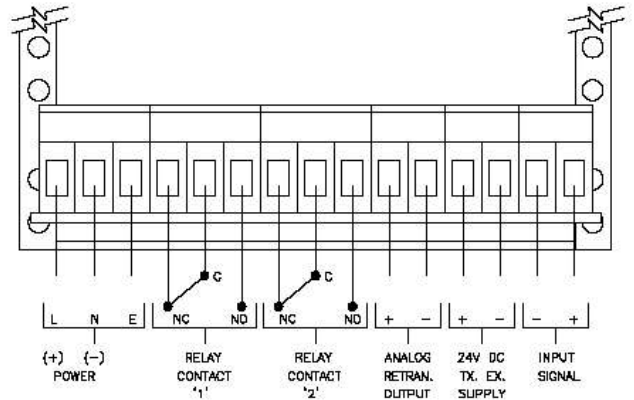 C C
L N E NC NO NC NO + − + − − +
(+) (−) RELAY RELAY ANALOG 24V DC INPUT
POWER CONTACT CONTACT RETRAN. TX. EX. SIGNAL
'1' '2' OUTPUT SUPPLY